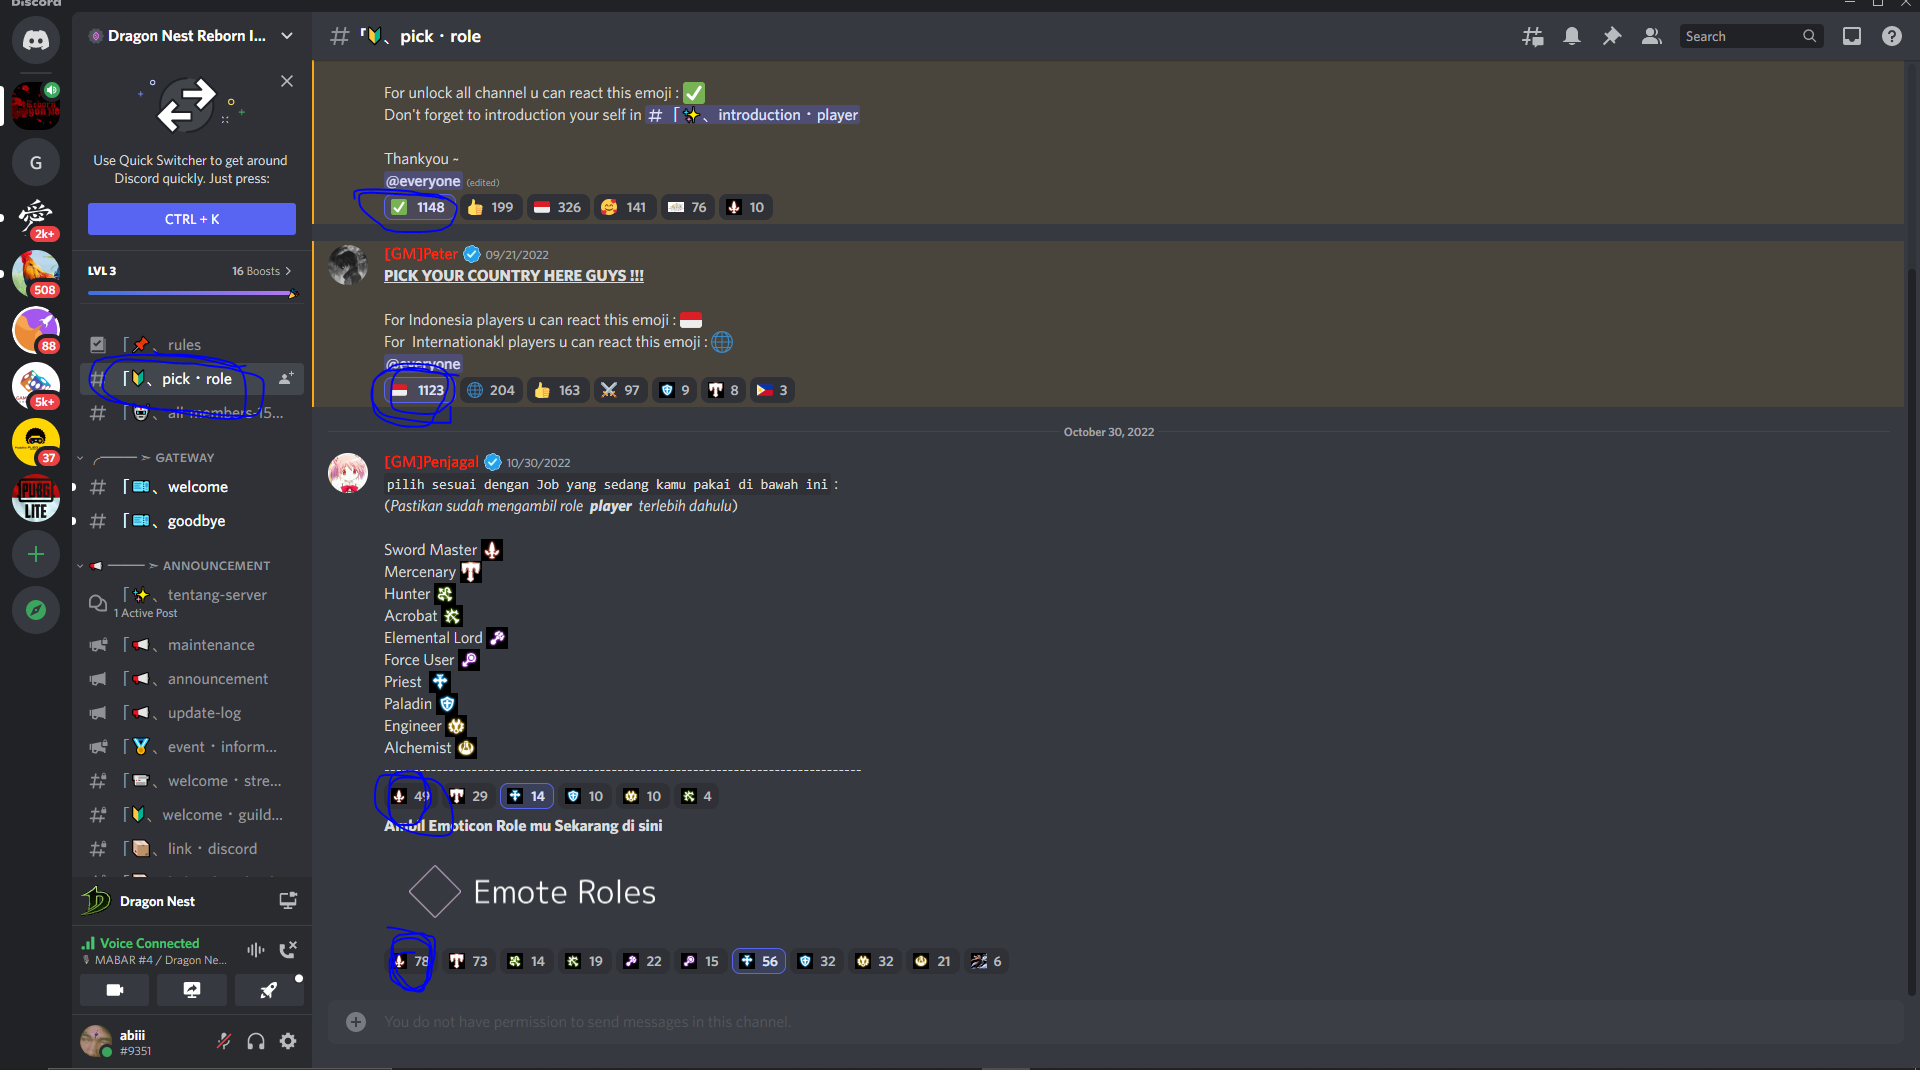 Discord
Dragon Nest Reborn I...
Use Quick Switcher to get around
Discord quickly. Just press:
CTRL + K
LVL 3
16 Boosts
「📌、rules
「🔰、pick・role
all-members-15...
GATEWAY
welcome
goodbye
ANNOUNCEMENT
「✨、tentang-server
1 Active Post
maintenance
announcement
update-log
event・inform...
welcome・stre...
welcome・guild...
link・discord
Dragon Nest
Voice Connected
MABAR #4 / Dragon Ne...
abiii
#9351
G
2k+
508
88
5k+
37
PUBG
LITE
# 「🔰、pick・role
Search
For unlock all channel u can react this emoji : ✅
Don't forget to introduction your self in # 「✨、introduction・player
Thankyou ~
@everyone (edited)
1148 199 326 141 76 10
[GM]Peter 09/21/2022
PICK YOUR COUNTRY HERE GUYS !!!
For Indonesia players u can react this emoji : 🇮🇩
For Internationakl players u can react this emoji : 🌐
@everyone
1123 204 163 97 9 8 3
October 30, 2022
[GM]Penjagal 10/30/2022
pilih sesuai dengan Job yang sedang kamu pakai di bawah ini :
(Pastikan sudah mengambil role player terlebih dahulu)
Sword Master
Mercenary
Hunter
Acrobat
Elemental Lord
Force User
Priest
Paladin
Engineer
Alchemist
49 29 14 10 10 4
Ambil Emoticon Role mu Sekarang di sini
Emote Roles
78 73 14 19 22 15 56 32 32 21 6
You do not have permission to send messages in this channel.